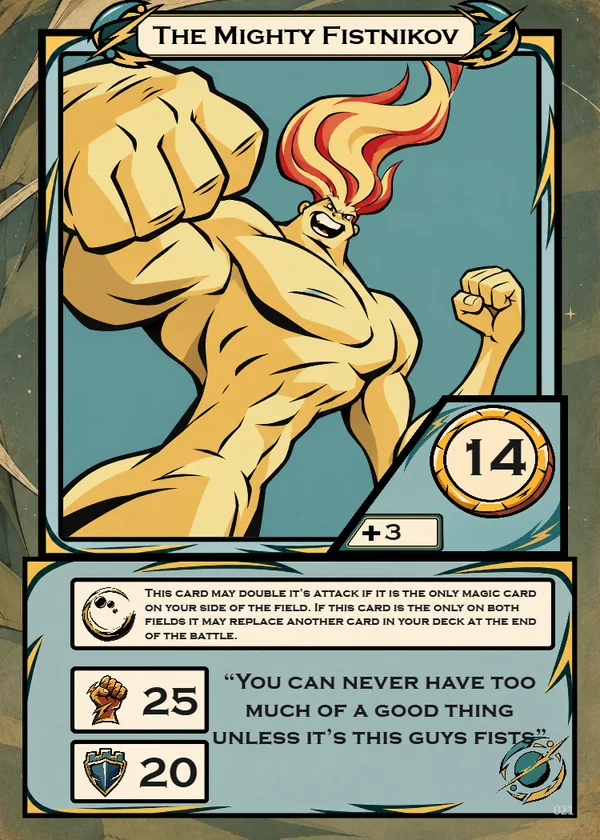 The Mighty Fistnikov
14
+3
This card may double it's attack if it is the only magic card
on your side of the field. If this card is the only on both
fields it may replace another card in your deck at the end
of the battle.
25
"You can never have too
much of a good thing
unless it's this guys fists"
20
021